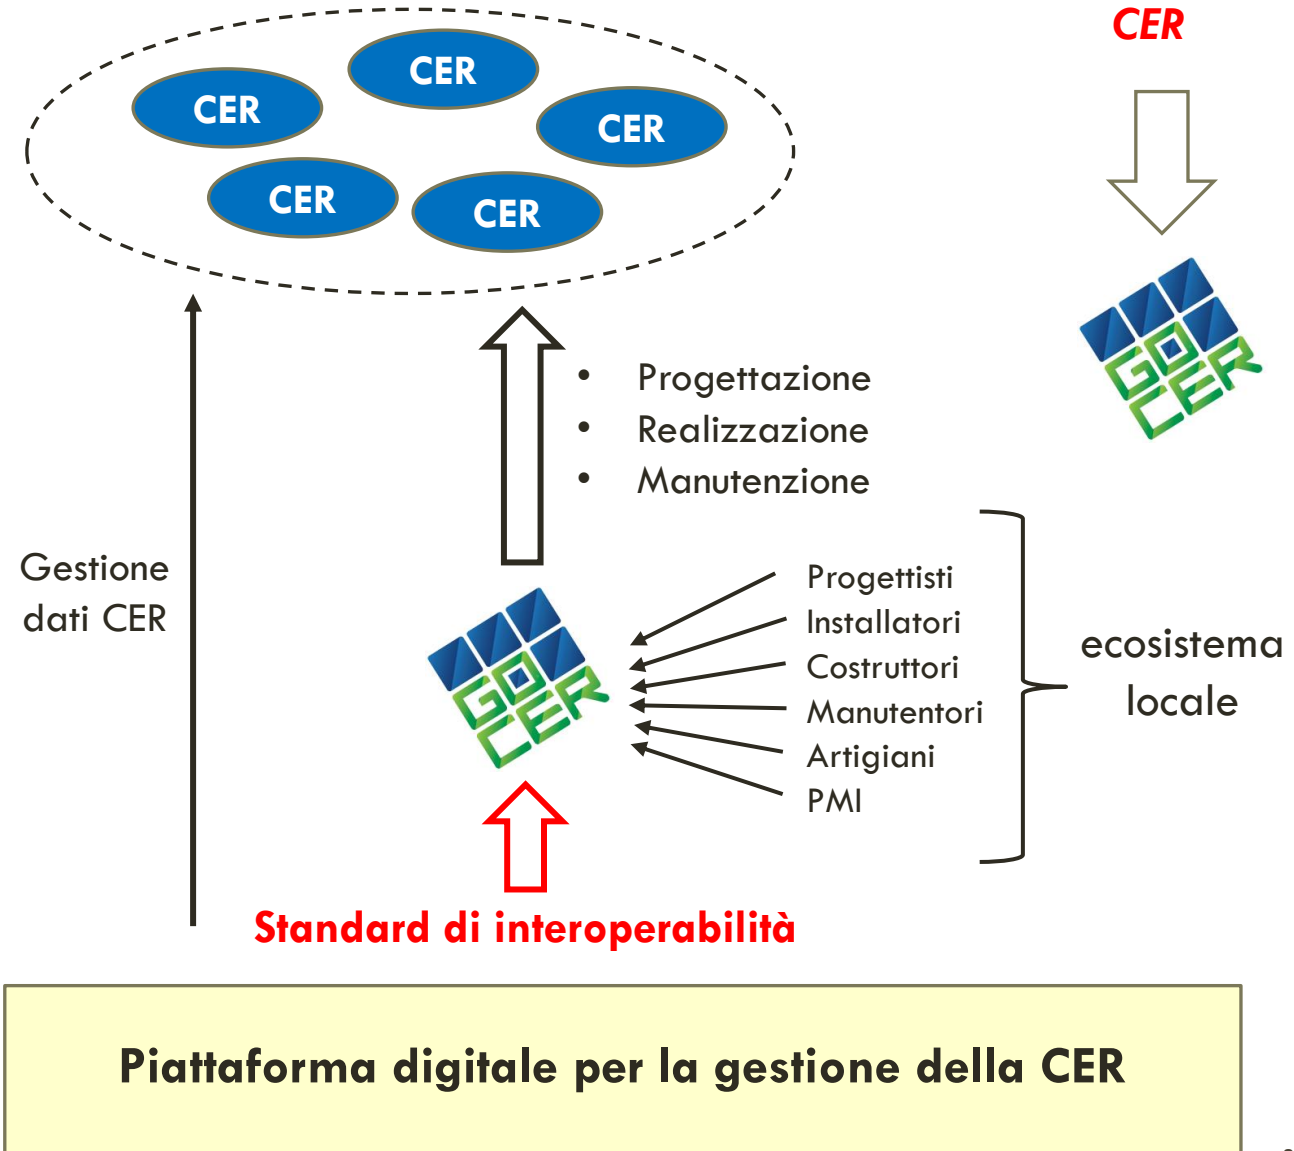 CER
CER
CER
CER
CER
CER
GO
CER
• Progettazione
• Realizzazione
• Manutenzione
Gestione
dati CER
GO
CER
Progettisti
Installatori
Costruttori
Manutentori
Artigiani
PMI
ecosistema
locale
Standard di interoperabilità
Piattaforma digitale per la gestione della CER